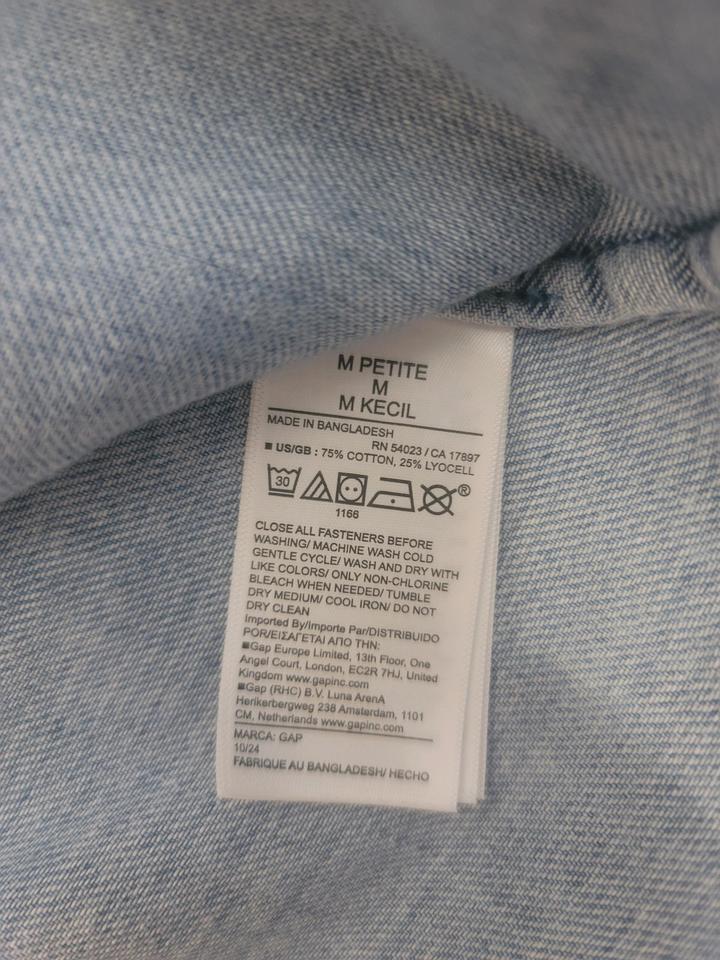 M PETITE
M
M KECIL
MADE IN BANGLADESH
RN 54023 / CA 17897
■ US/GB : 75% COTTON, 25% LYOCELL
30
®
1166
CLOSE ALL FASTENERS BEFORE
WASHING/ MACHINE WASH COLD
GENTLE CYCLE/ WASH AND DRY WITH
LIKE COLORS/ ONLY NON-CHLORINE
BLEACH WHEN NEEDED/ TUMBLE
DRY MEDIUM/ COOL IRON/ DO NOT
DRY CLEAN
Imported By/Importe Par/DISTRIBUIDO
POR/ΕΙΣΑΓΕΤΑΙ ΑΠΟ ΤΗΝ:
■Gap Europe Limited, 13th Floor, One
Angel Court, London, EC2R 7HJ, United
Kingdom www.gapinc.com
■Gap (RHC) B.V. Luna ArenA
Herikerbergweg 238 Amsterdam, 1101
CM, Netherlands www.gapinc.com
MARCA: GAP
10/24
FABRIQUE AU BANGLADESH/ HECHO